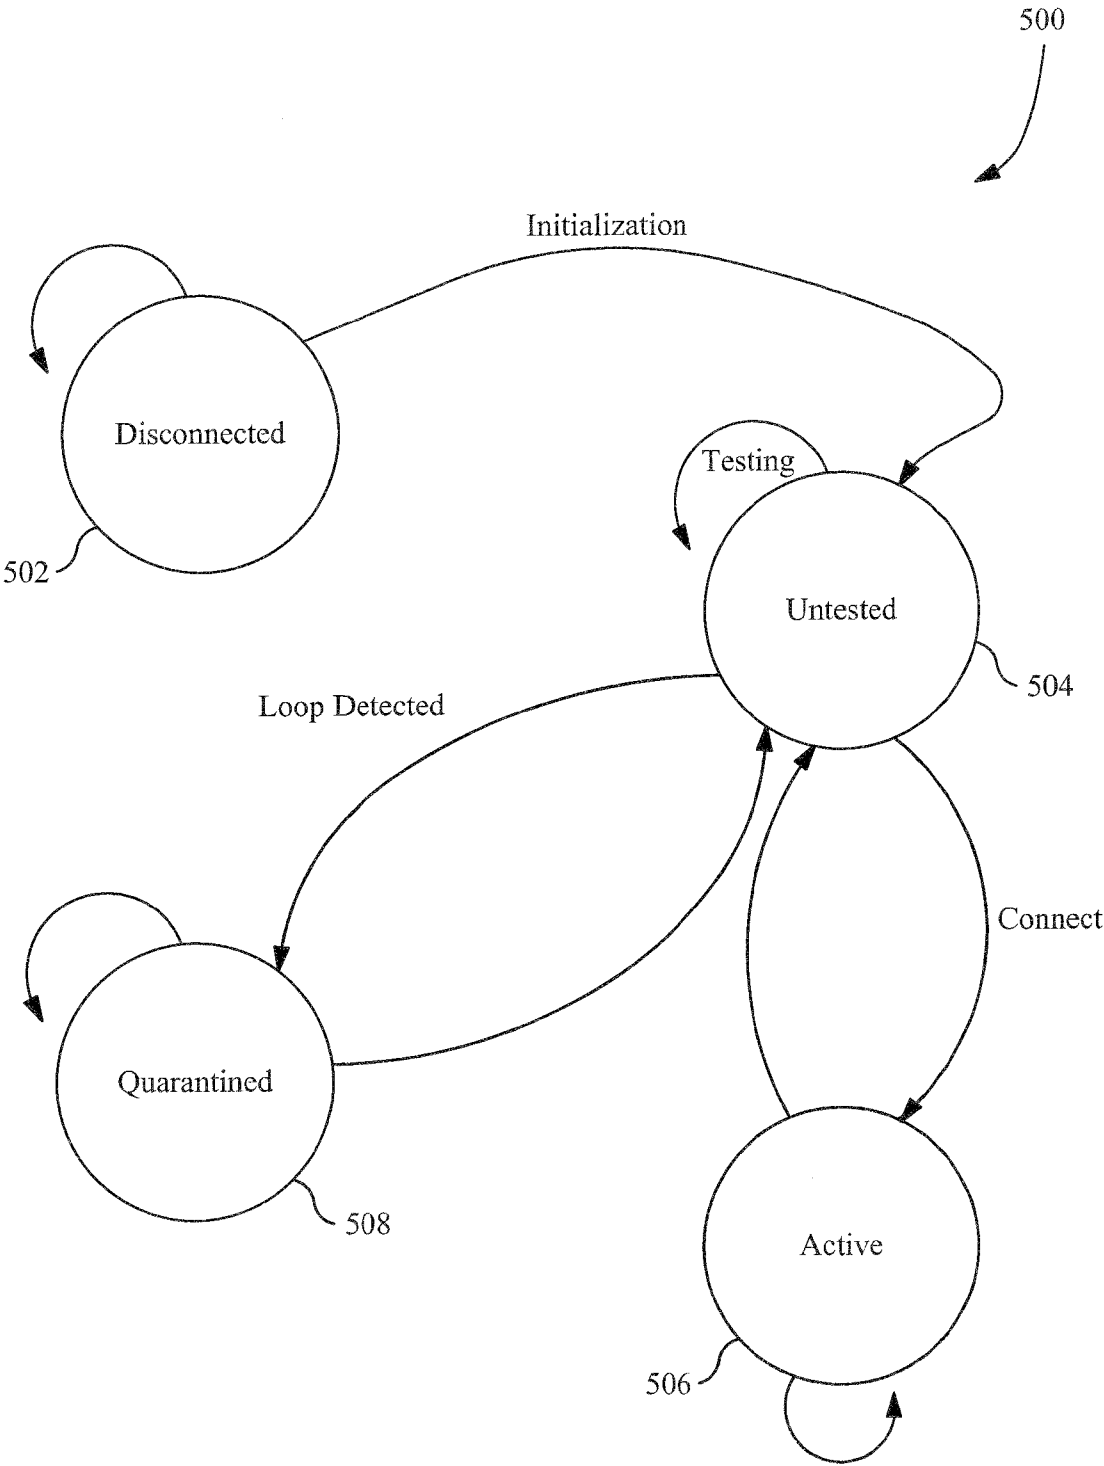 500
Initialization
Disconnected
Testing
502
Untested
504
Loop Detected
Connect
Quarantined
508
Active
506